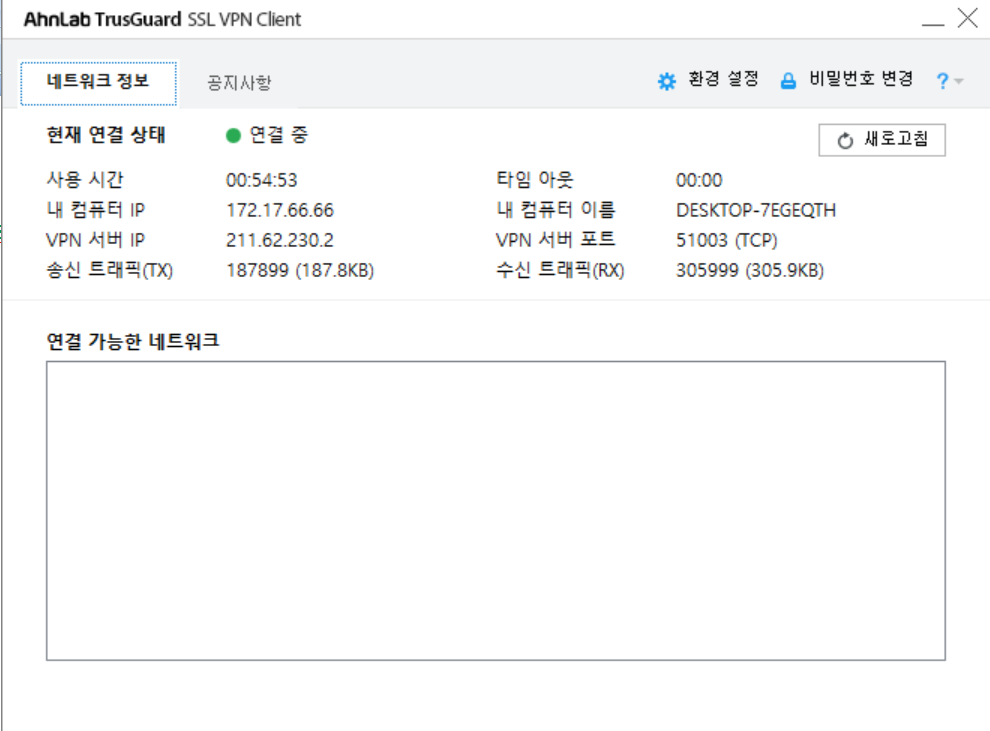 AhnLab TrusGuard SSL VPN Client
네트워크 정보 공지사항 환경 설정 비밀번호 변경 ?
현재 연결 상태 연결 중 새로고침
사용 시간 00:54:53 타임 아웃 00:00
내 컴퓨터 IP 172.17.66.66 내 컴퓨터 이름 DESKTOP-7EGEQTH
VPN 서버 IP 211.62.230.2 VPN 서버 포트 51003 (TCP)
송신 트래픽(TX) 187899 (187.8KB) 수신 트래픽(RX) 305999 (305.9KB)
연결 가능한 네트워크